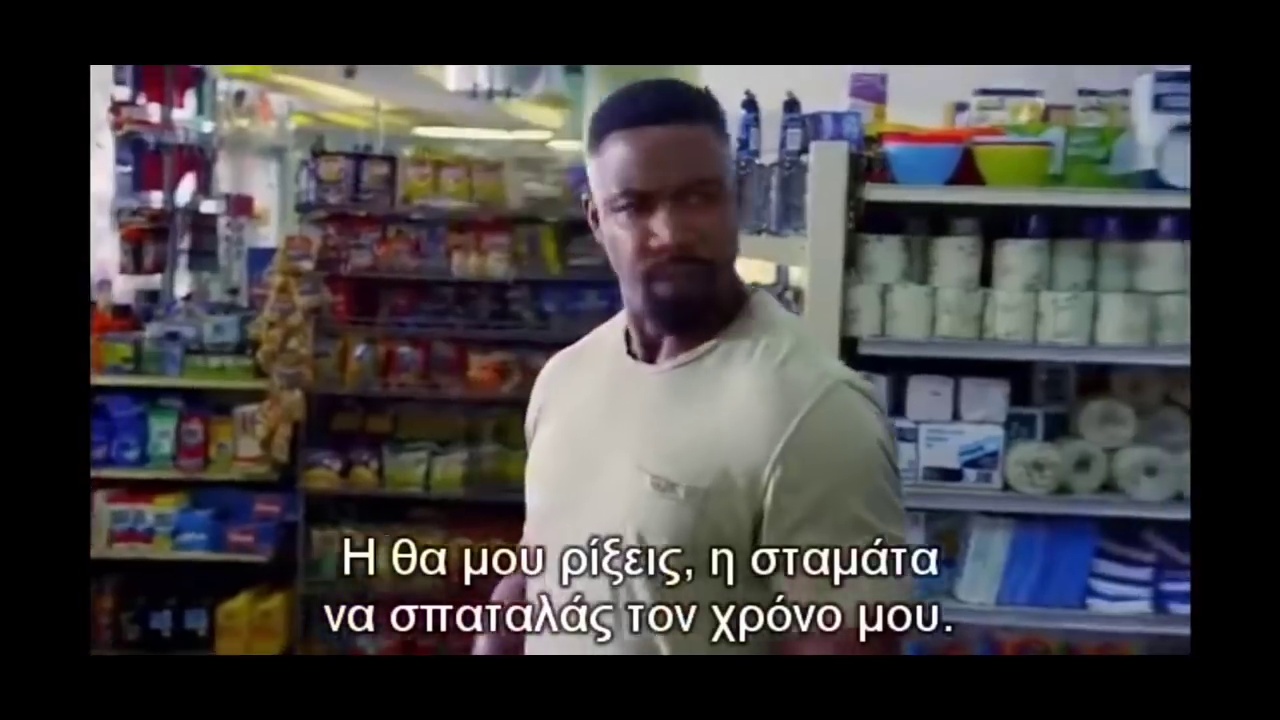 Η θα μου ρίξεις, η σταμάτα
να σπαταλάς τον χρόνο μου.